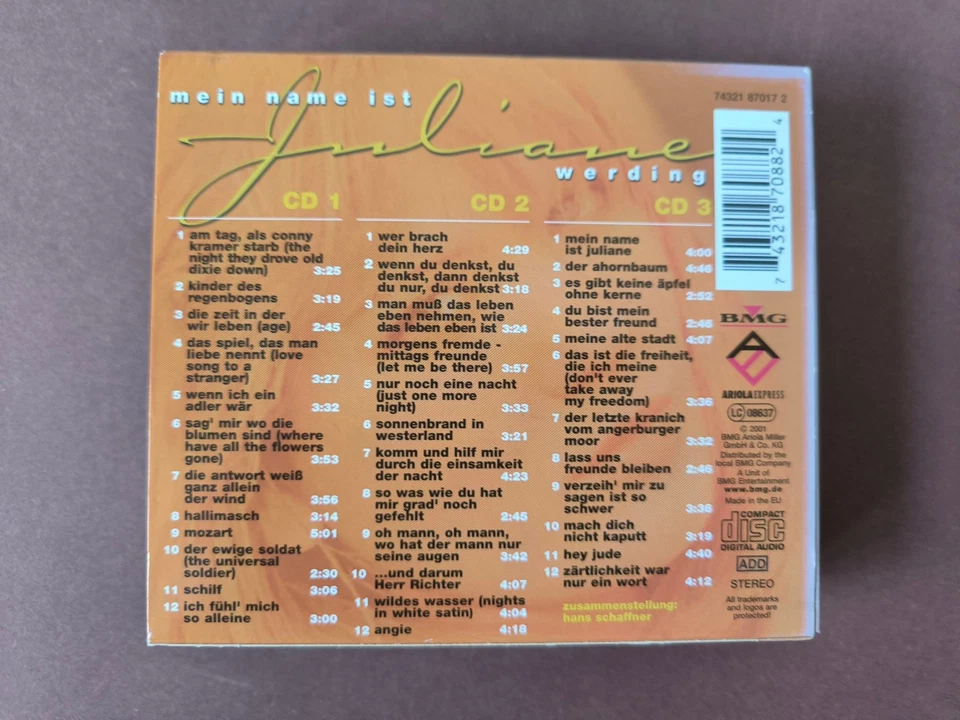 mein name ist
Juliane
werding
74321 87017 2
7 43218 70882 4
CD 1
1 am tag, als conny
kramer starb (the
night they drove old
dixie down) 3:25
2 kinder des
regenbogens 3:19
3 die zeit in der
wir leben (age) 2:45
4 das spiel, das man
liebe nennt (love
song to a
stranger) 3:27
5 wenn ich ein
adler wär 3:32
6 sag' mir wo die
blumen sind (where
have all the flowers
gone) 3:53
7 die antwort weiß
ganz allein
der wind 3:56
8 hallimasch 3:14
9 mozart 5:01
10 der ewige soldat
(the universal
soldier) 2:30
11 schilf 3:06
12 ich fühl' mich
so alleine 3:00
CD 2
1 wer brach
dein herz 4:29
2 wenn du denkst, du
denkst, dann denkst
du nur, du denkst 3:18
3 man muß das leben
eben nehmen, wie
das leben eben ist 3:24
4 morgens fremde -
mittags freunde
(let me be there) 3:57
5 nur noch eine nacht
(just one more
night) 3:33
6 sonnenbrand in
westerland 3:21
7 komm und hilf mir
durch die einsamkeit
der nacht 4:23
8 so was wie du hat
mir grad' noch
gefehlt 2:45
9 oh mann, oh mann,
wo hat der mann nur
seine augen 3:42
10 ...und darum
Herr Richter 4:07
11 wildes wasser (nights
in white satin) 4:04
12 angie 4:18
CD 3
1 mein name
ist juliane 4:00
2 der ahornbaum 4:46
3 es gibt keine äpfel
ohne kerne 2:52
4 du bist mein
bester freund 2:46
5 meine alte stadt 4:07
6 das ist die freiheit,
die ich meine
(don't ever
take away
my freedom) 3:36
7 der letzte kranich
vom angerburger
moor 3:32
8 lass uns
freunde bleiben 2:46
9 verzeih' mir zu
sagen ist so
schwer 3:36
10 mach dich
nicht kaputt 3:19
11 hey jude 4:40
12 zärtlichkeit war
nur ein wort 4:12
zusammenstellung:
hans schaffner
BMG
AE
ARIOLA EXPRESS
LC 08637
© 2001
BMG Ariola Miller
GmbH & Co. KG
Distributed by the
local BMG Company
A Unit of
BMG Entertainment
www.bmg.de
Made in the EU
COMPACT
disc
DIGITAL AUDIO
ADD
STEREO
All trademarks
and logos are
protected!